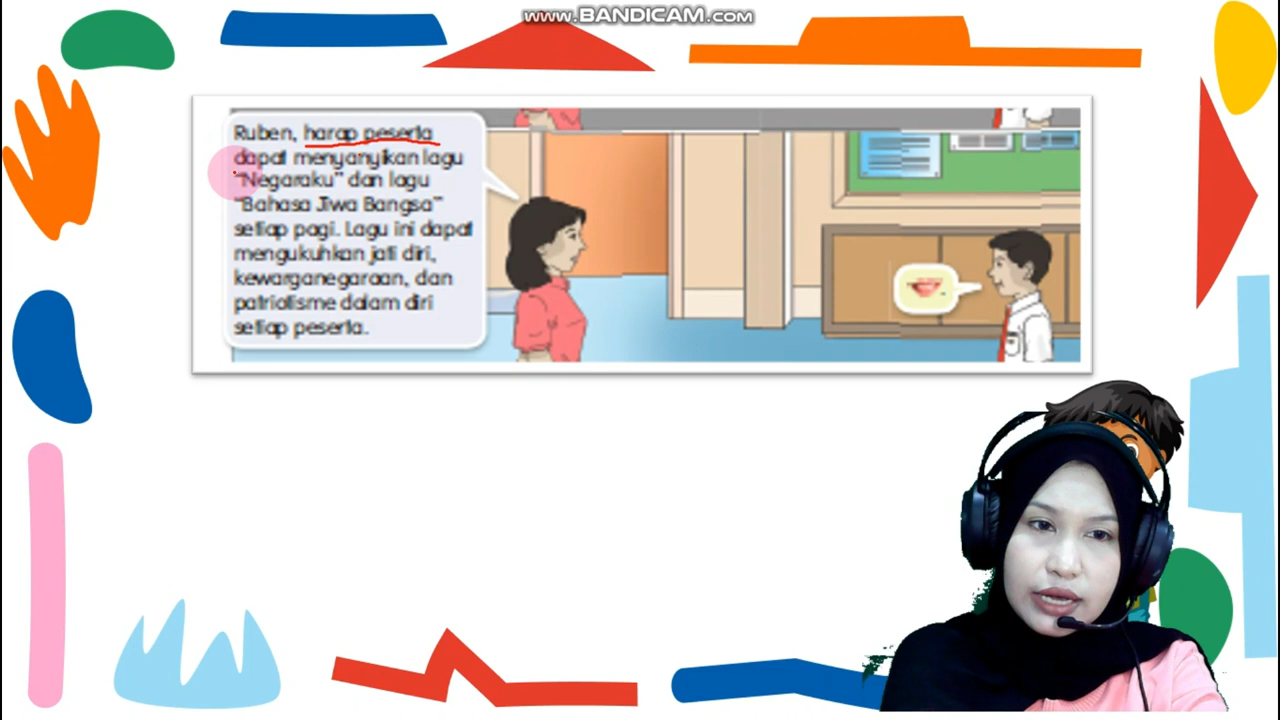 www.BANDICAM.com
Ruben, harap peserta
dapat menyanyikan lagu
"Negaraku" dan lagu
"Bahasa Jiwa Bangsa"
setiap pagi. Lagu ini dapat
mengukuhkan jati diri,
kewarganegaraan, dan
patriotisme dalam diri
setiap peserta.